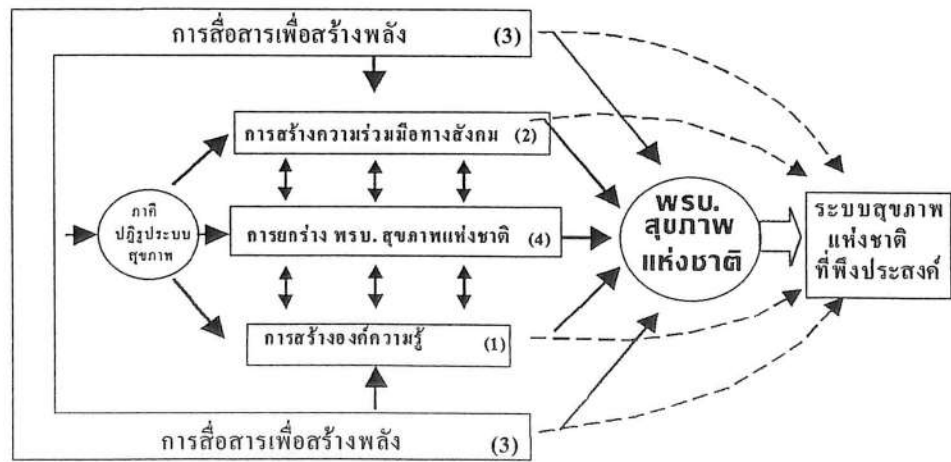 การสื่อสารเพื่อสร้างพลัง (3)
การสร้างความร่วมมือทางสังคม (2)
ภาคี
ปฏิรูประบบ
สุขภาพ
การยกร่าง พรบ. สุขภาพแห่งชาติ (4)
พรบ.
สุขภาพ
แห่งชาติ
ระบบสุขภาพ
แห่งชาติ
ที่พึงประสงค์
การสร้างองค์ความรู้ (1)
การสื่อสารเพื่อสร้างพลัง (3)